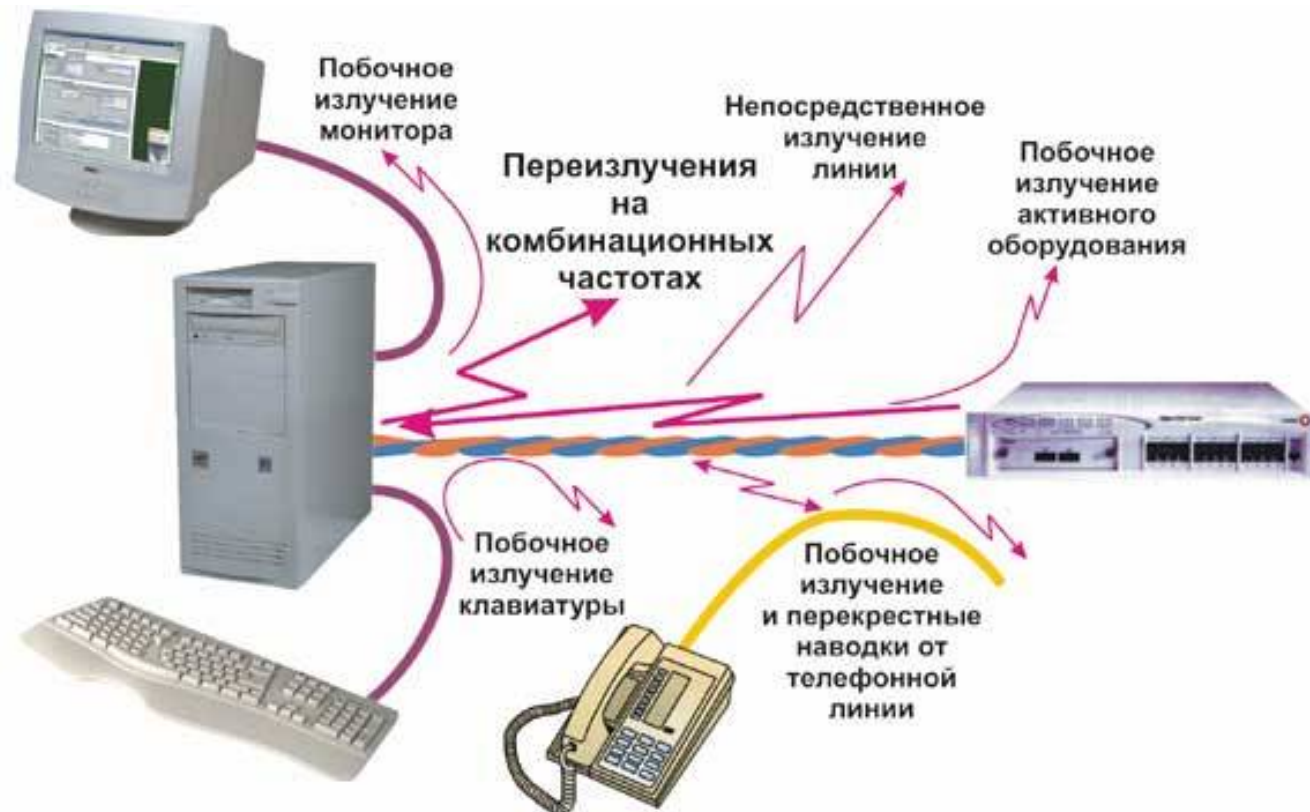 Побочное
излучение
монитора
Непосредственное
излучение
линии
Переизлучения
на
комбинационных
частотах
Побочное
излучение
активного
оборудования
Побочное
излучение
клавиатуры
Побочное
излучение
и перекрестные
наводки от
телефонной
линии